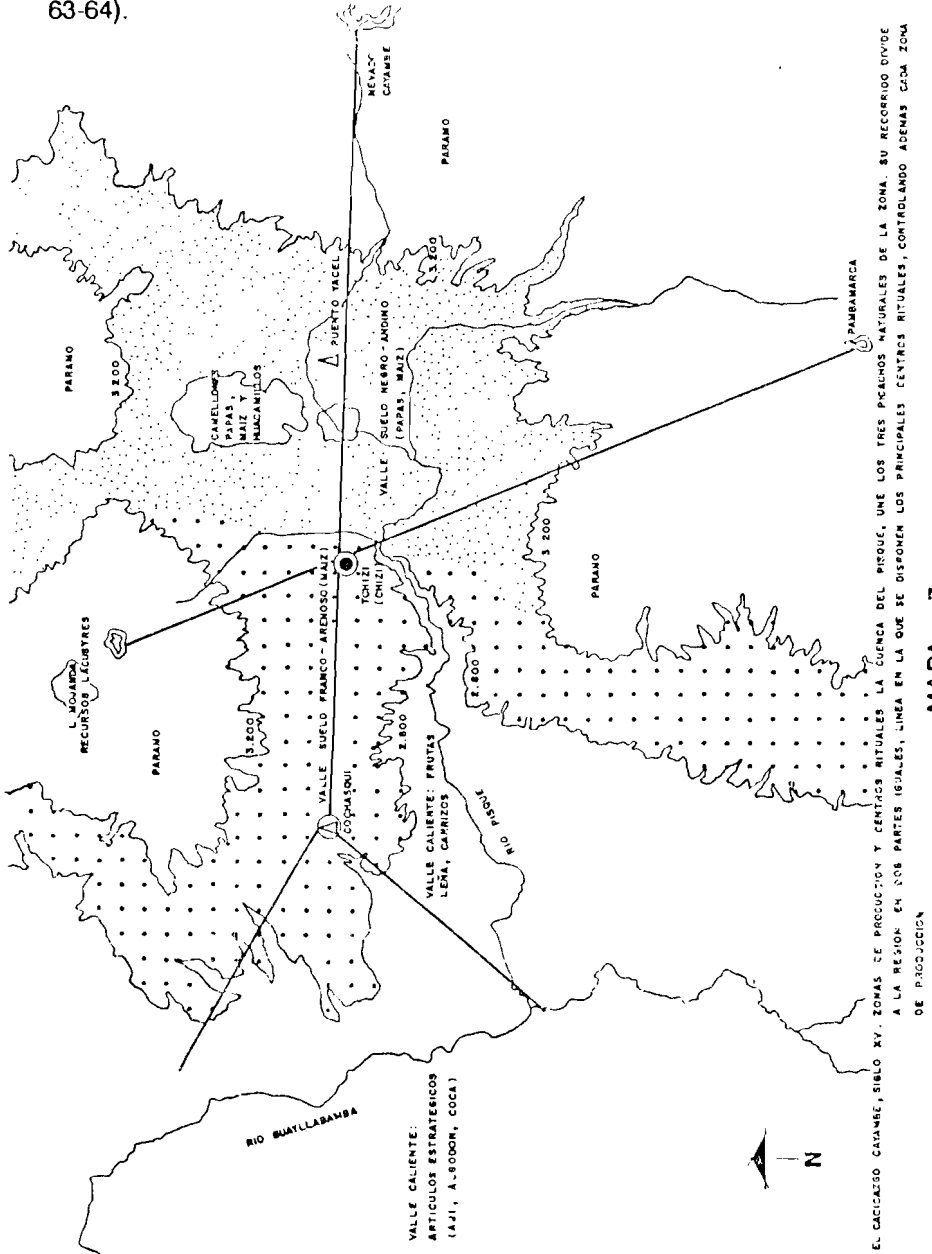 63-64).
NEVADO
CAYAMBE
PARAMO
PARAMO
3.200
3.200
PUENTO YACEL
CAMELLONES
PAPAS,
MAIZ Y
HUACAMULLOS
VALLE SUELO NEGRO-ANDINO
(PAPAS, MAIZ)
PAMBAMARCA
L. MOJANDA
RECURSOS LACUSTRES
PARAMO
3.200
VALLE SUELO FRANCO-ARENOSO (MAIZ)
TCHIZI
(CHIZI)
3 200
PARAMO
2.800
2.800
COCHASQUI
VALLE CALIENTE: FRUTAS
LEÑA, CARRIZOS
RIO PISQUE
RIO GUAYLLABAMBA
VALLE CALIENTE:
ARTICULOS ESTRATEGICOS
(AJI, ALGODON, COCA)
N
EL CACICAZGO CAYAMBE, SIGLO XV. ZONAS DE PRODUCCION Y CENTROS RITUALES LA CUENCA DEL PISQUE, UNE LOS TRES PICACHOS NATURALES DE LA ZONA. SU RECORRIDO DIVIDE
A LA REGION EN DOS PARTES IGUALES, LINEA EN LA QUE SE DISPONEN LOS PRINCIPALES CENTROS RITUALES, CONTROLANDO ADEMAS CADA ZONA
DE PRODUCCION